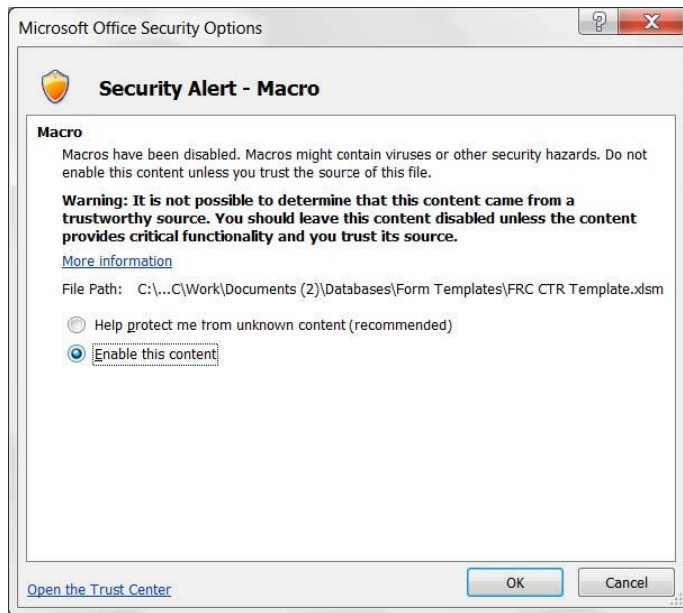 Microsoft Office Security Options
Security Alert - Macro
Macro
Macros have been disabled. Macros might contain viruses or other security hazards. Do not
enable this content unless you trust the source of this file.
Warning: It is not possible to determine that this content came from a
trustworthy source. You should leave this content disabled unless the content
provides critical functionality and you trust its source.
More information
File Path: C:\...C\Work\Documents (2)\Databases\Form Templates\FRC CTR Template.xlsm
Help protect me from unknown content (recommended)
Enable this content
Open the Trust Center
OK
Cancel